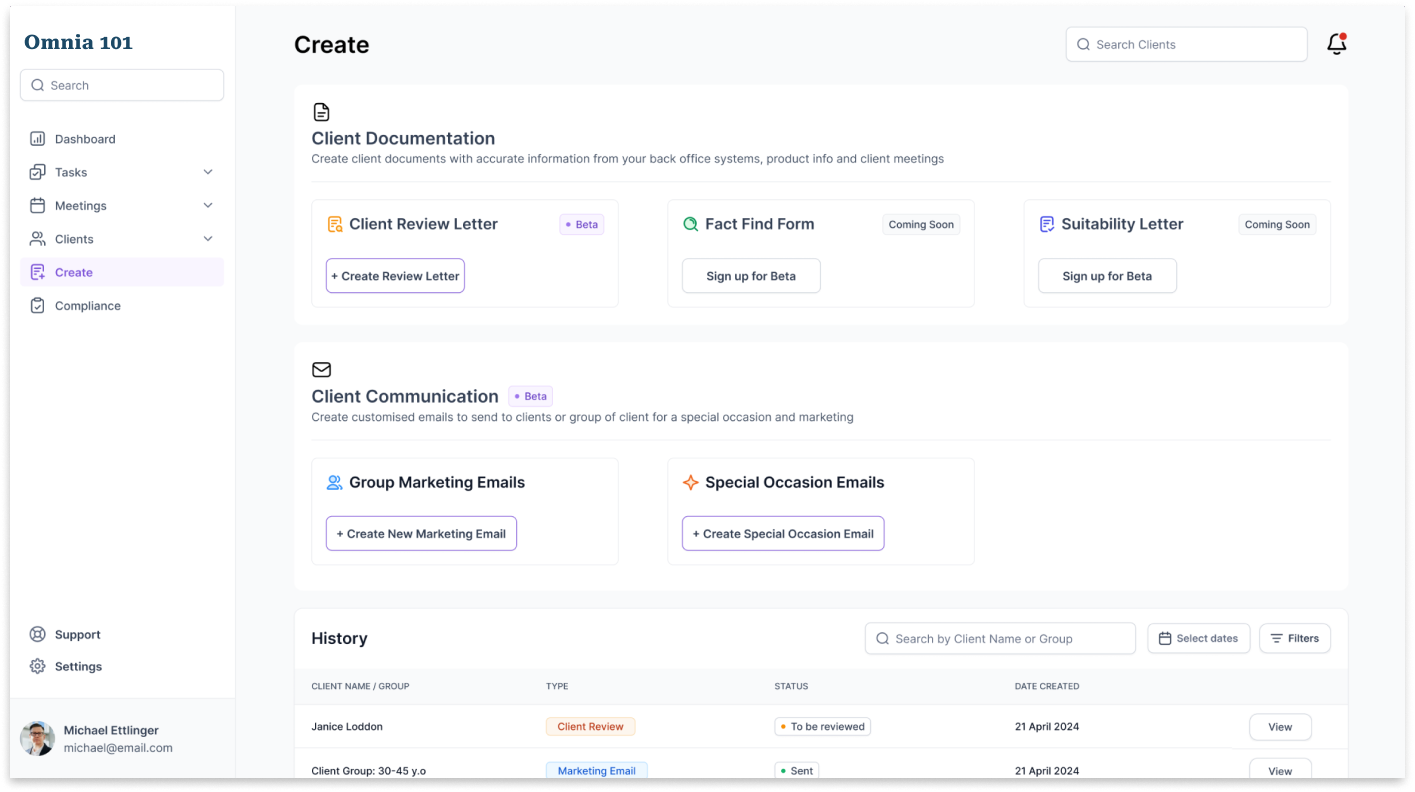 Omnia 101
Search
Dashboard
Tasks
Meetings
Clients
Create
Compliance
Support
Settings
Michael Ettlinger
michael@email.com
Create
Search Clients
Client Documentation
Create client documents with accurate information from your back office systems, product info and client meetings
Client Review Letter
Beta
+ Create Review Letter
Fact Find Form
Coming Soon
Sign up for Beta
Suitability Letter
Coming Soon
Sign up for Beta
Client Communication
Beta
Create customised emails to send to clients or group of client for a special occasion and marketing
Group Marketing Emails
+ Create New Marketing Email
Special Occasion Emails
+ Create Special Occasion Email
History
Search by Client Name or Group
Select dates
Filters
CLIENT NAME / GROUP TYPE STATUS DATE CREATED
Janice Loddon Client Review To be reviewed 21 April 2024 View
Client Group: 30-45 y.o Marketing Email Sent 21 April 2024 View